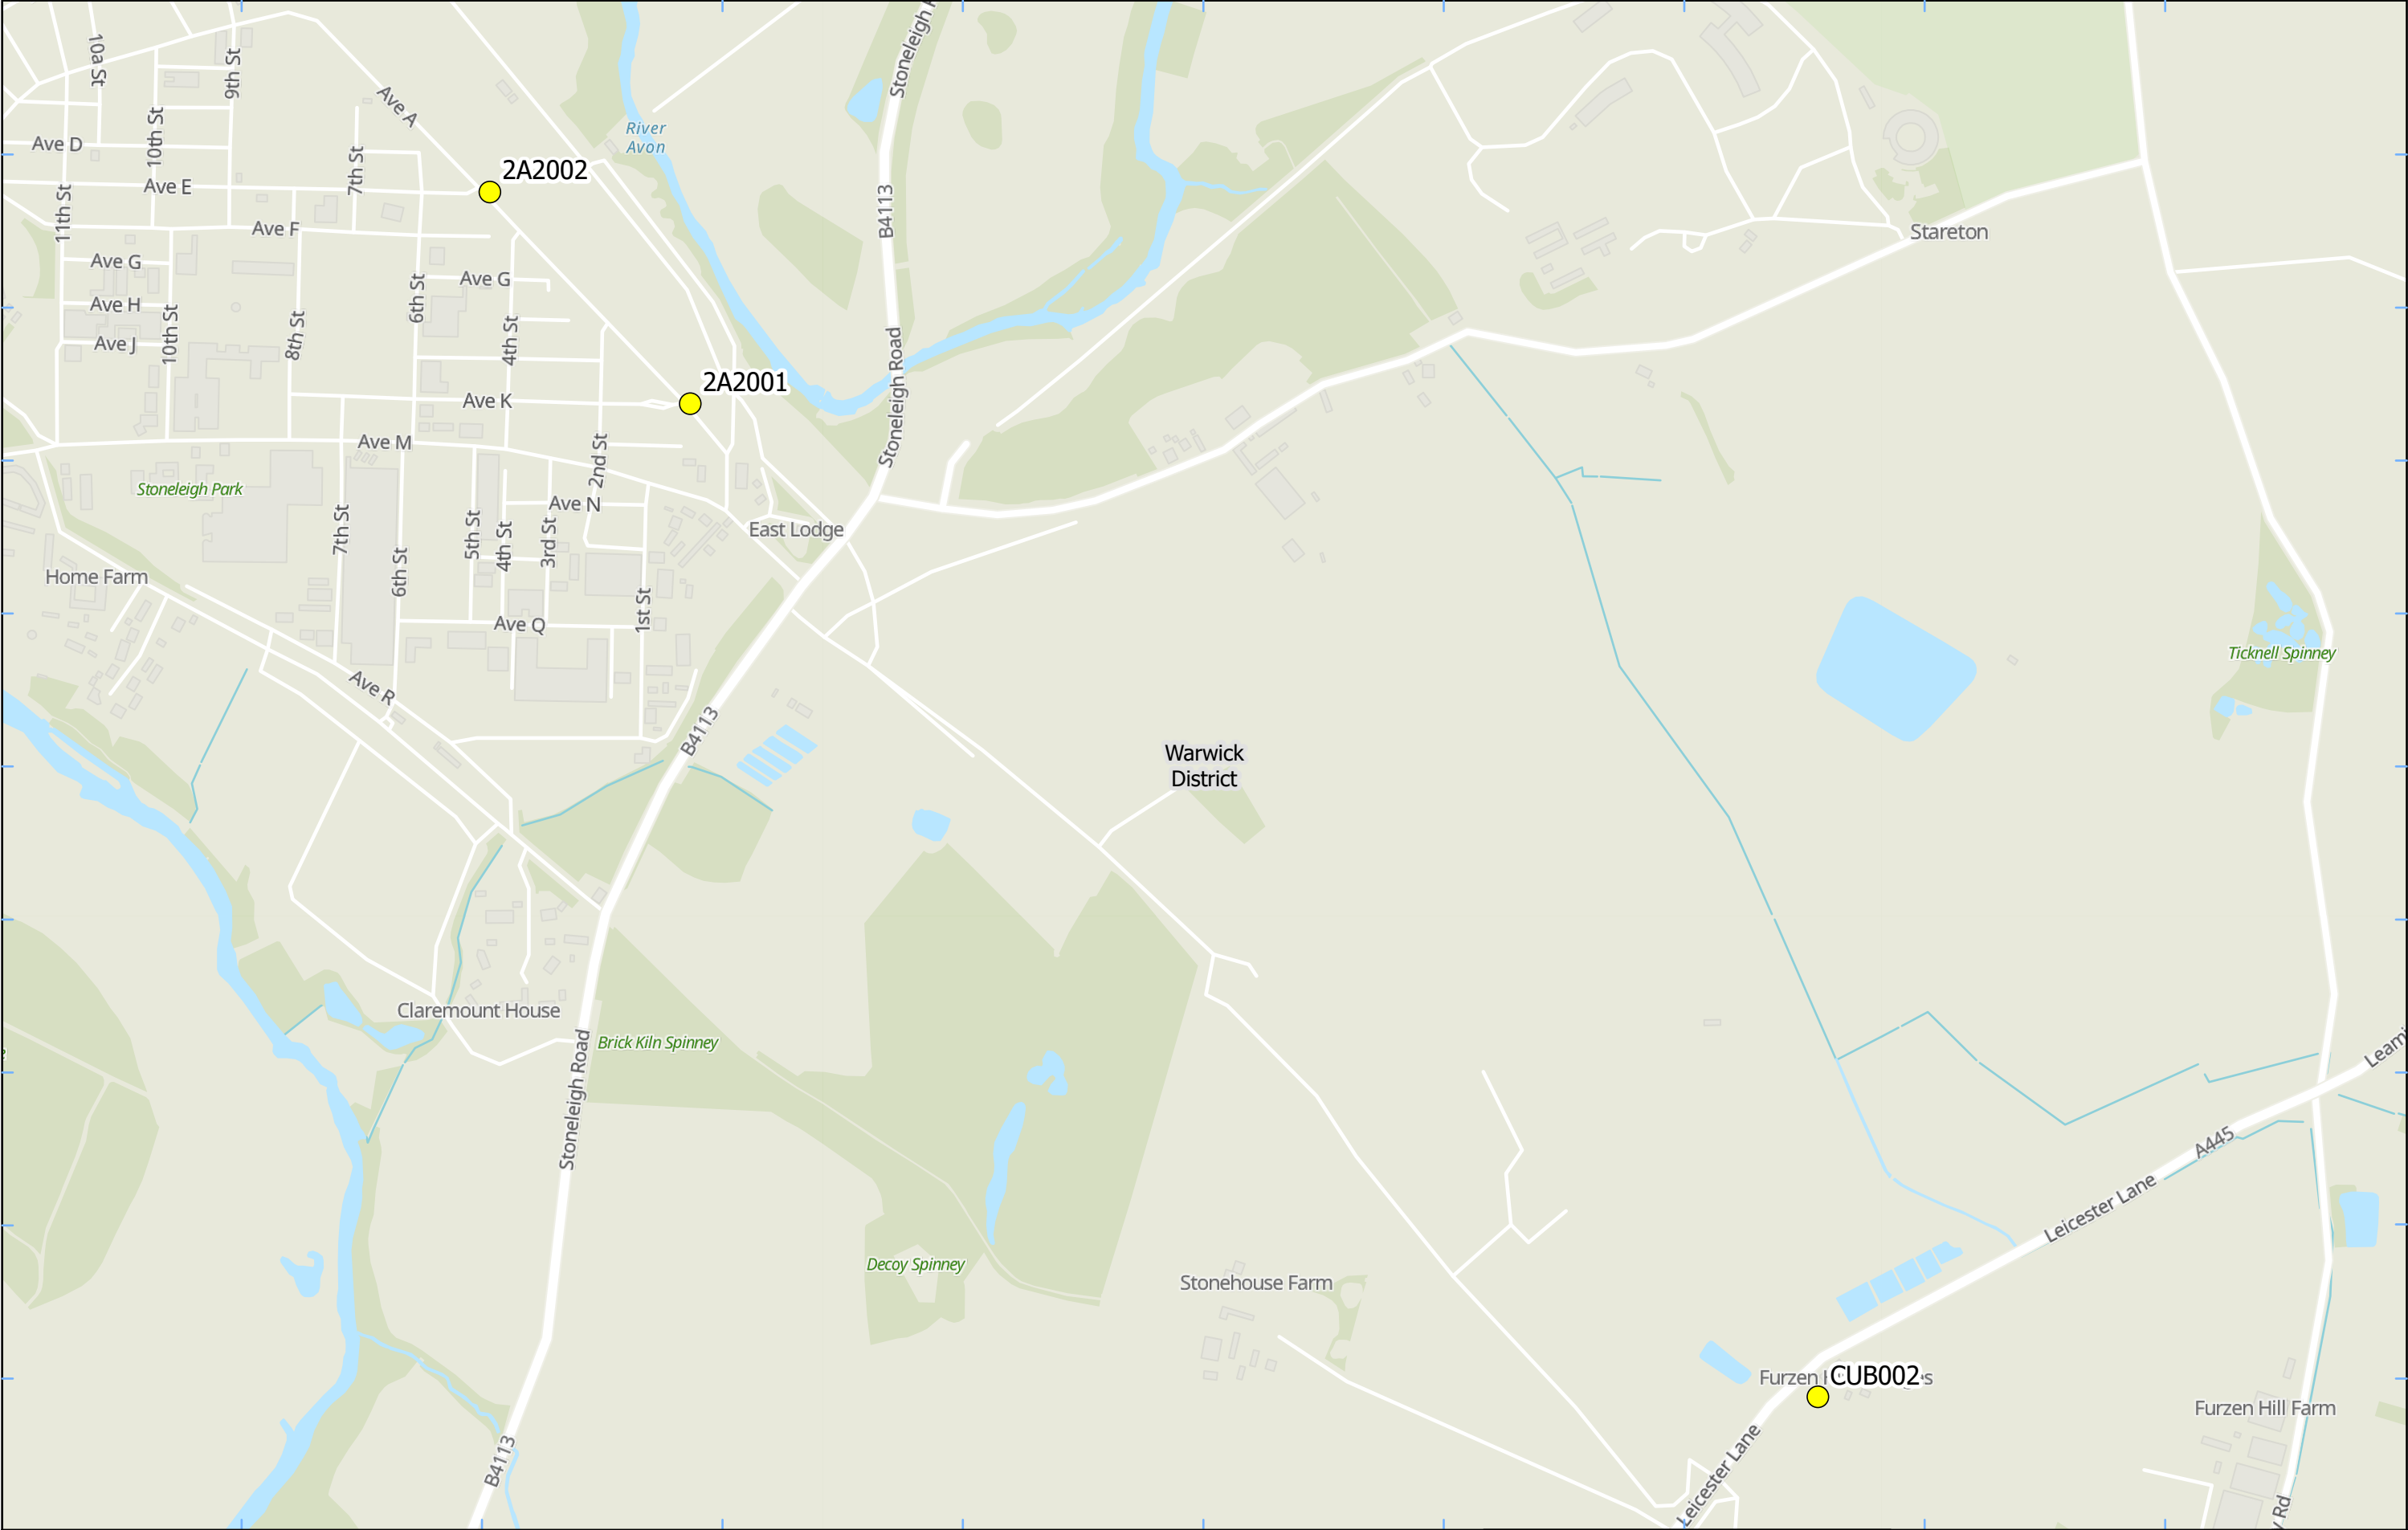 Stoneleigh R
10a St
9th St
Ave A
10th St
Ave D
River
Avon
7th St
2A2002
Ave E
11th St
B4113
Ave F
Stareton
Ave G
Ave G
6th St
Ave H
10th St
8th St
4th St
Ave J
Stoneleigh Road
2A2001
Ave K
Ave M
2nd St
Stoneleigh Park
Ave N
7th St
5th St
4th St
3rd St
East Lodge
6th St
Home Farm
1st St
Ave Q
Ticknell Spinney
Ave R
B4113
Warwick
District
Claremount House
Brick Kiln Spinney
Leami
Stoneleigh Road
A445
Leicester Lane
Decoy Spinney
Stonehouse Farm
CUB002
Furzen
s
Furzen Hill Farm
B4113
Leicester Lane
Rd